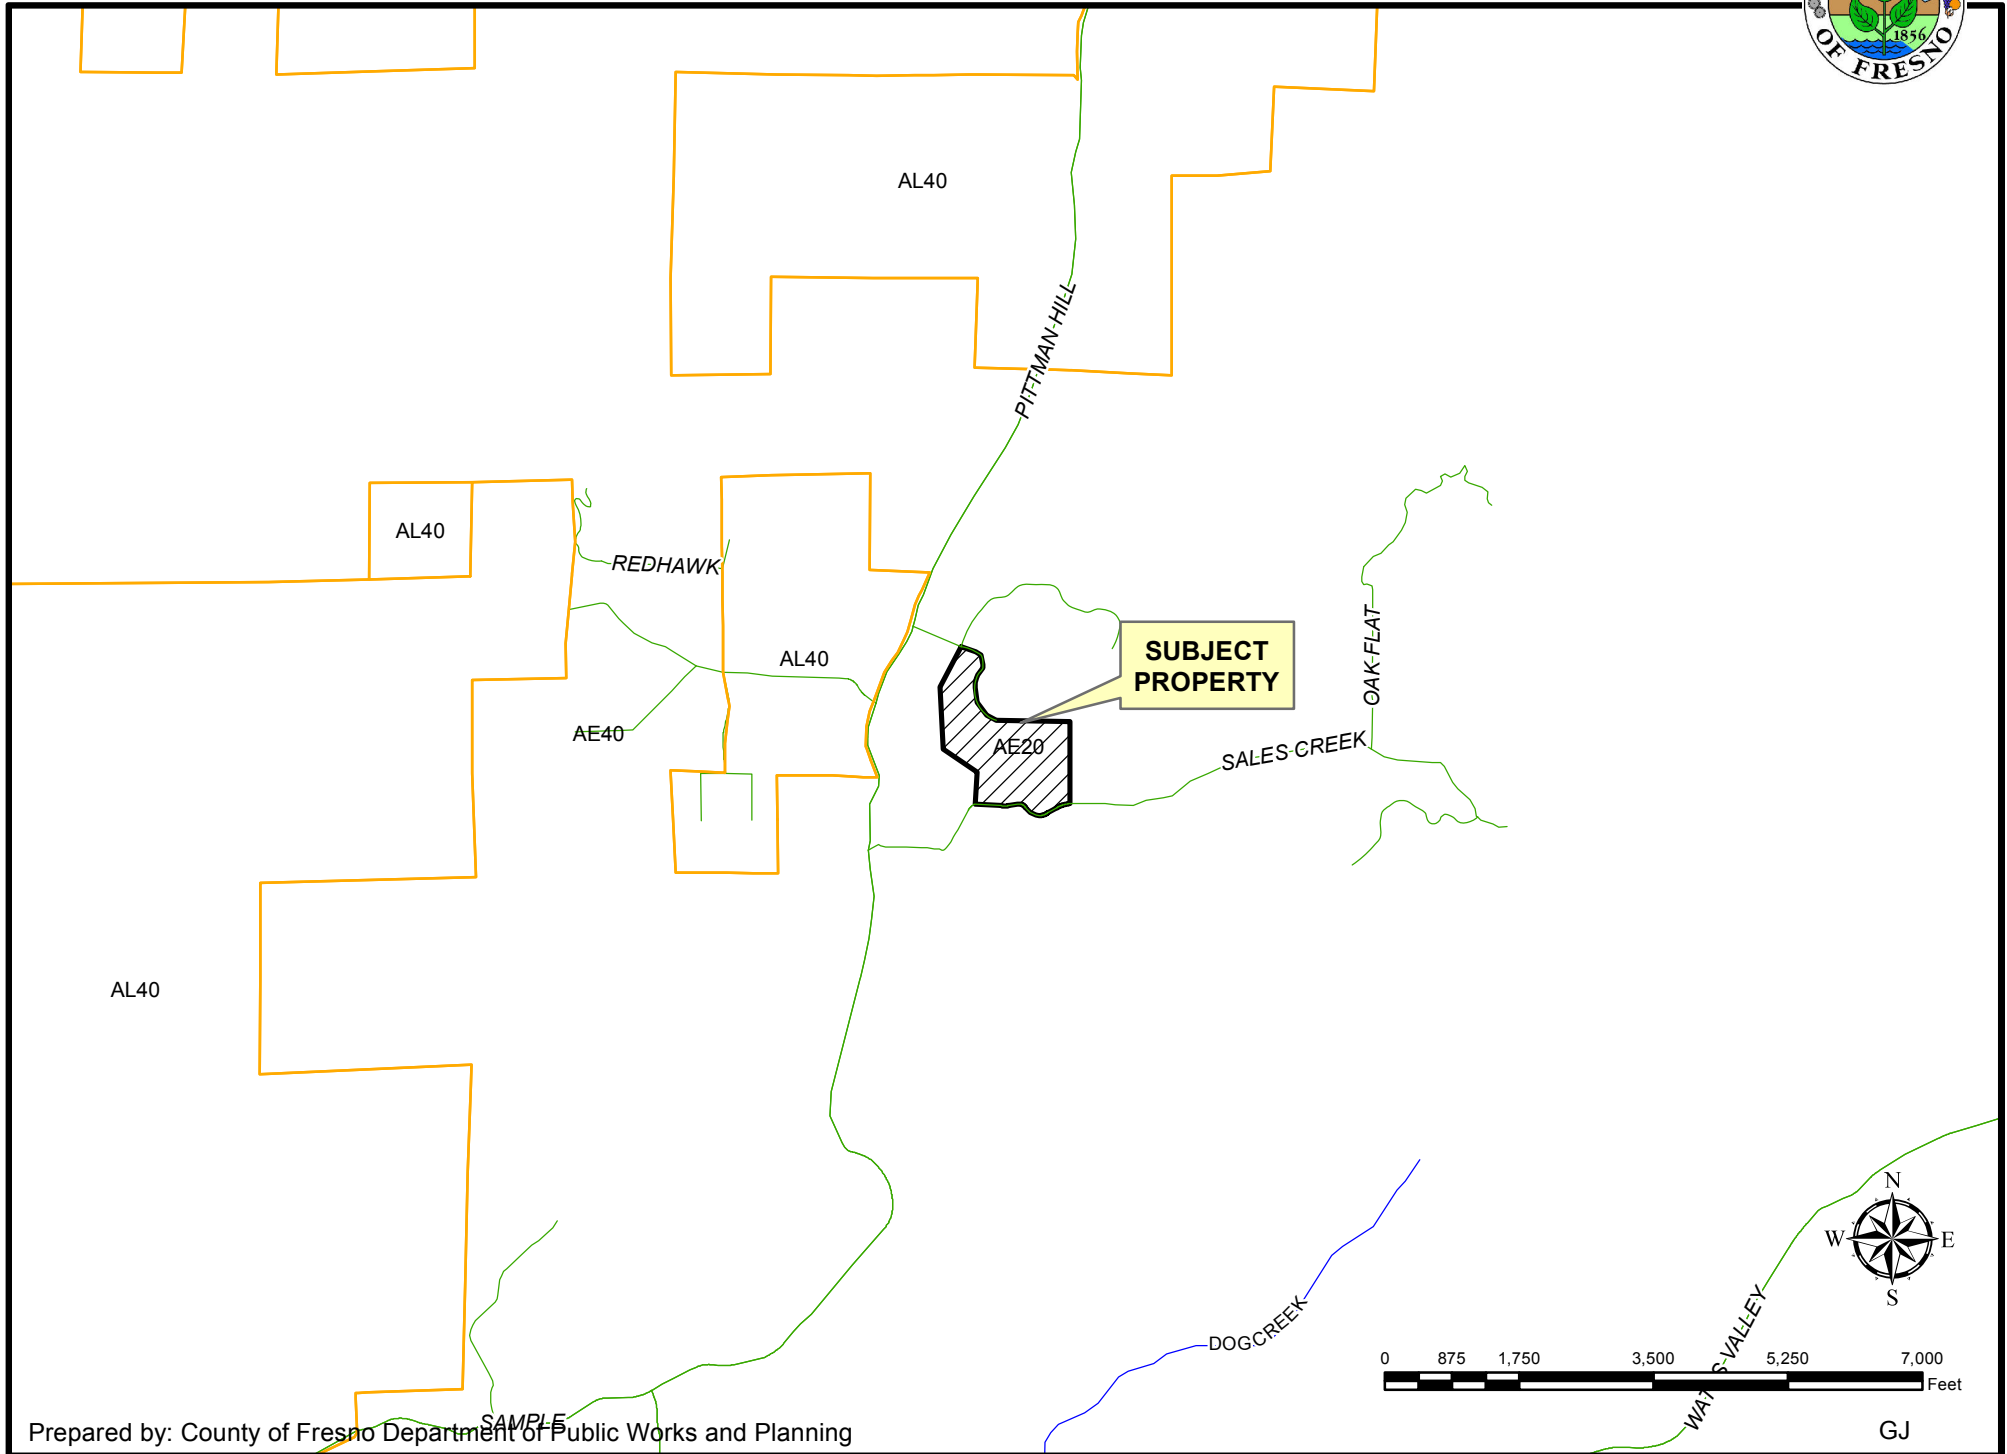 1856
OF FRESNO
AL40
PITTMAN HILL
AL40
REDHAWK
AL40
SUBJECT
PROPERTY
OAK FLAT
AE40
AE20
SALES CREEK
AL40
N
W
E
S
DOG CREEK
0 875 1,750 3,500 5,250 7,000
Feet
SAMPLE
Prepared by: County of Fresno Department of Public Works and Planning
GJ